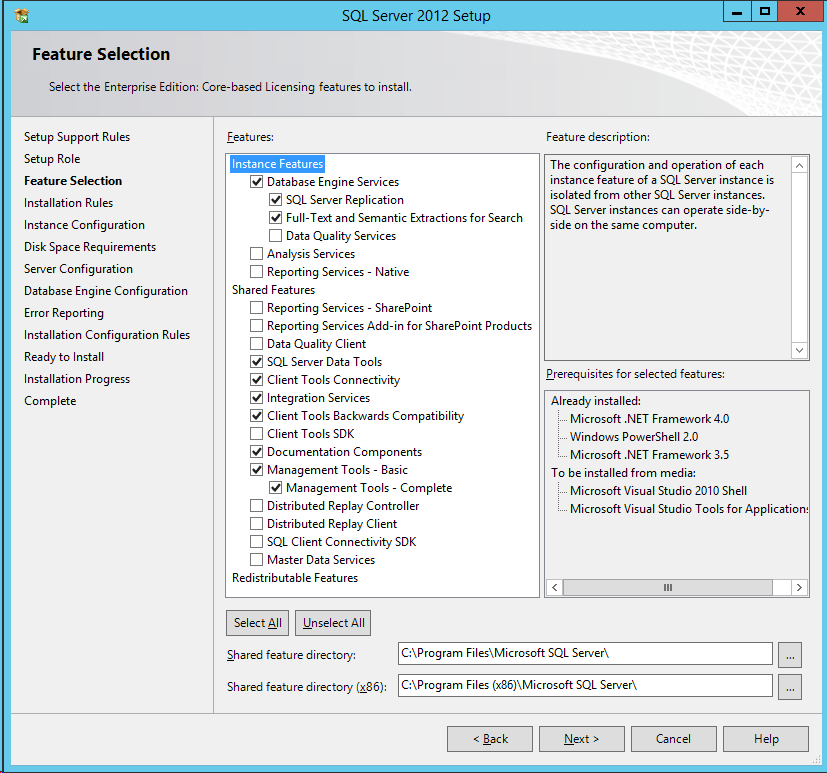 SQL Server 2012 Setup
Feature Selection
Select the Enterprise Edition: Core-based Licensing features to install.
Setup Support Rules
Setup Role
Feature Selection
Installation Rules
Instance Configuration
Disk Space Requirements
Server Configuration
Database Engine Configuration
Error Reporting
Installation Configuration Rules
Ready to Install
Installation Progress
Complete
Features:
Instance Features
Database Engine Services
SQL Server Replication
Full-Text and Semantic Extractions for Search
Data Quality Services
Analysis Services
Reporting Services - Native
Shared Features
Reporting Services - SharePoint
Reporting Services Add-in for SharePoint Products
Data Quality Client
SQL Server Data Tools
Client Tools Connectivity
Integration Services
Client Tools Backwards Compatibility
Client Tools SDK
Documentation Components
Management Tools - Basic
Management Tools - Complete
Distributed Replay Controller
Distributed Replay Client
SQL Client Connectivity SDK
Master Data Services
Redistributable Features
Feature description:
The configuration and operation of each
instance feature of a SQL Server instance is
isolated from other SQL Server instances.
SQL Server instances can operate side-by-
side on the same computer.
Prerequisites for selected features:
Already installed:
Microsoft .NET Framework 4.0
Windows PowerShell 2.0
Microsoft .NET Framework 3.5
To be installed from media:
Microsoft Visual Studio 2010 Shell
Microsoft Visual Studio Tools for Applications
Select All
Unselect All
Shared feature directory:
C:\Program Files\Microsoft SQL Server\
...
Shared feature directory (x86):
C:\Program Files (x86)\Microsoft SQL Server\
...
< Back
Next >
Cancel
Help